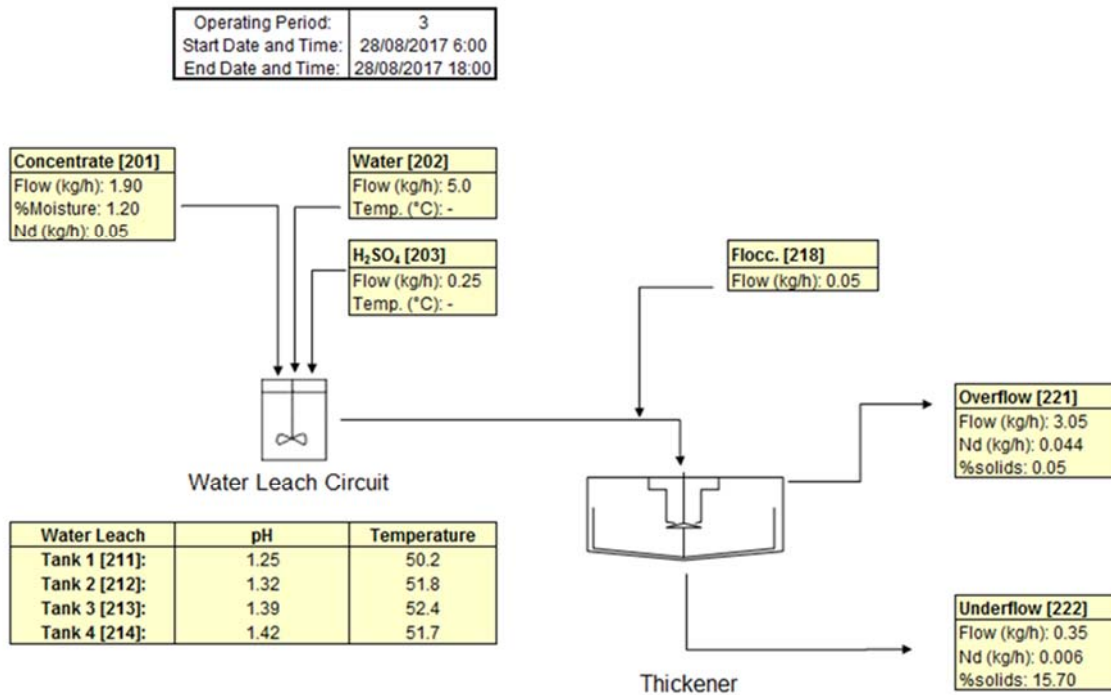 Operating Period: 3
Start Date and Time: 28/08/2017 6:00
End Date and Time: 28/08/2017 18:00
Concentrate [201]
Flow (kg/h): 1.90
%Moisture: 1.20
Nd (kg/h): 0.05
Water [202]
Flow (kg/h): 5.0
Temp. (°C): -
H₂SO₄ [203]
Flow (kg/h): 0.25
Temp. (°C): -
Flocc. [218]
Flow (kg/h): 0.05
Water Leach Circuit
Overflow [221]
Flow (kg/h): 3.05
Nd (kg/h): 0.044
%solids: 0.05
Water Leach pH Temperature
Tank 1 [211]: 1.25 50.2
Tank 2 [212]: 1.32 51.8
Tank 3 [213]: 1.39 52.4
Tank 4 [214]: 1.42 51.7
Thickener
Underflow [222]
Flow (kg/h): 0.35
Nd (kg/h): 0.006
%solids: 15.70